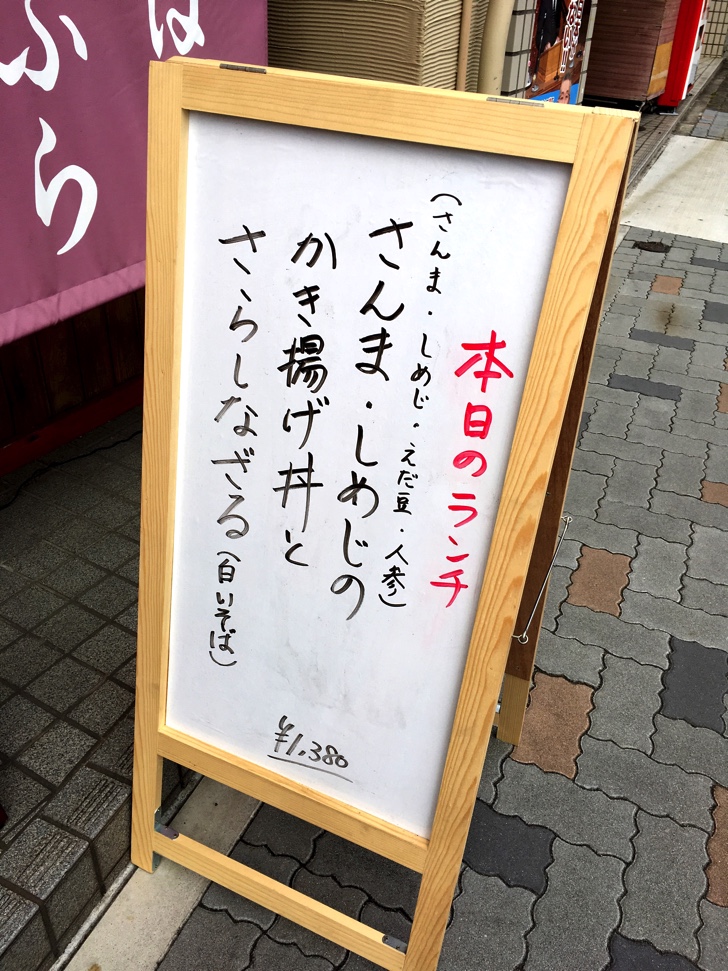 本日のランチ
(さんま・しめじ・えだ豆・人参)
さんま・しめじの
かき揚げ丼と
さらしなざる(白いそば)
¥1,380
ふら